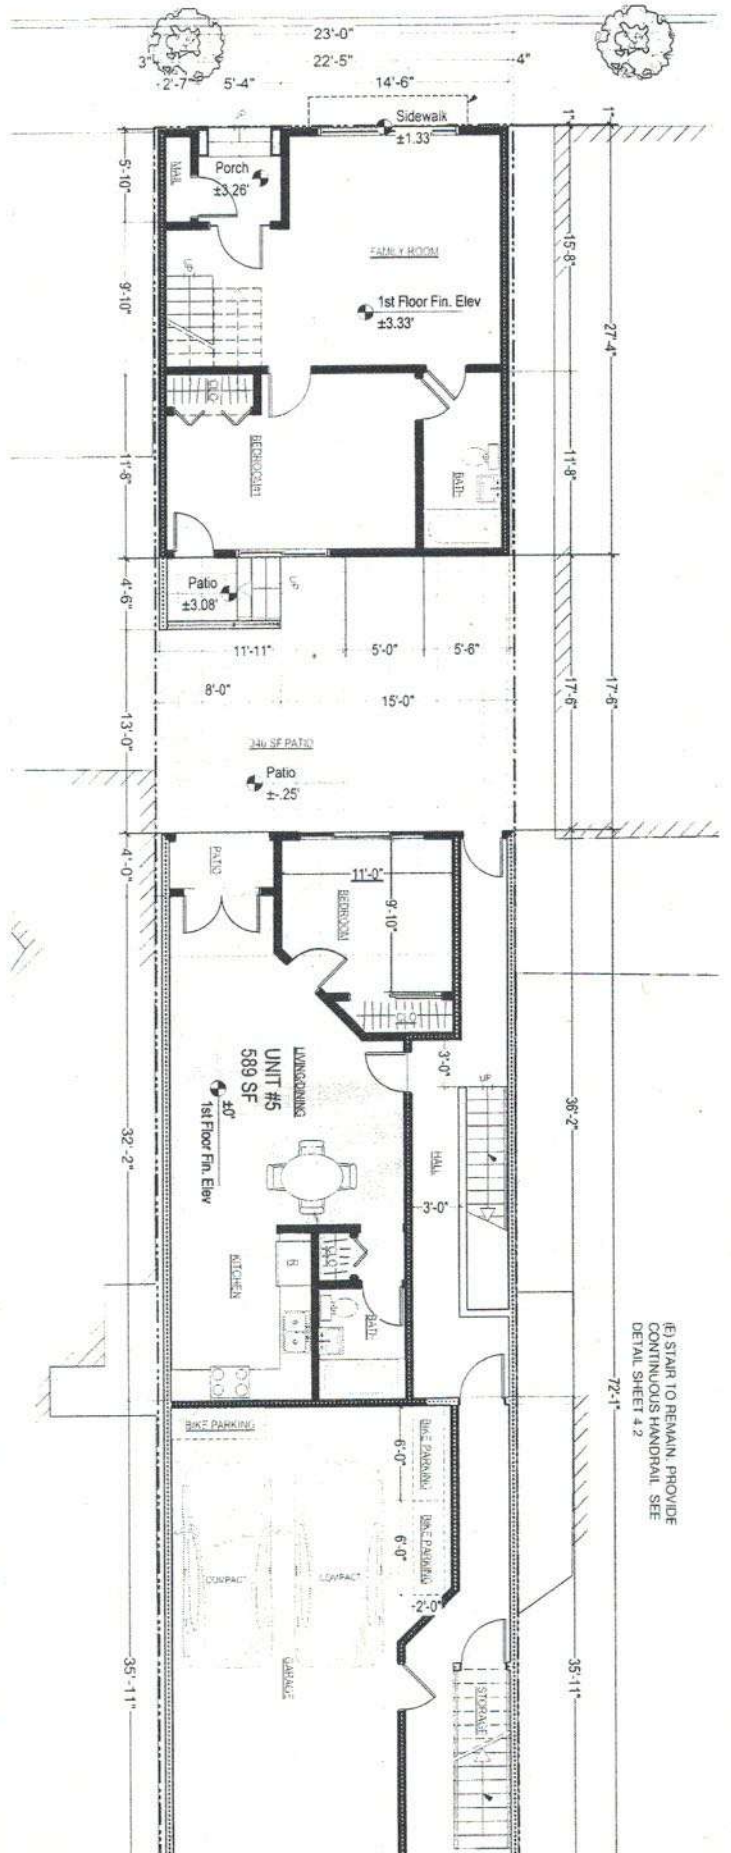 23'-0"
3"
22'-5"
4"
2'-7"
5'-4"
14'-6"
Sidewalk
±1.33'
1"
1"
5'-10"
MAIL
Porch
±3.26'
UP
15'-8"
FAMILY ROOM
9'-10"
1st Floor Fin. Elev
±3.33'
27'-4"
CLO
11'-8"
BEDROOM
BATH
11'-8"
4'-6"
Patio
±3.08'
UP
11'-11"
5'-0"
5'-6"
8'-0"
15'-0"
17'-6"
17'-6"
13'-0"
340 SF PATIO
Patio
±-.25'
4'-0"
PATIO
11'-0"
9'-10"
BEDROOM
CLO
LIVING/DINING
UNIT #5
589 SF
±0'
1st Floor Fin. Elev
3'-0"
UP
HALL
36'-2"
32'-2"
3'-0"
CLO
R
KITCHEN
BATH
(E) STAIR TO REMAIN. PROVIDE
CONTINUOUS HANDRAIL. SEE
DETAIL SHEET 4.2
72'-1"
BIKE PARKING
BIKE PARKING
6'-0"
BIKE PARKING
6'-0"
COMPACT
COMPACT
2'-0"
GARAGE
STORAGE
35'-11"
35'-11"